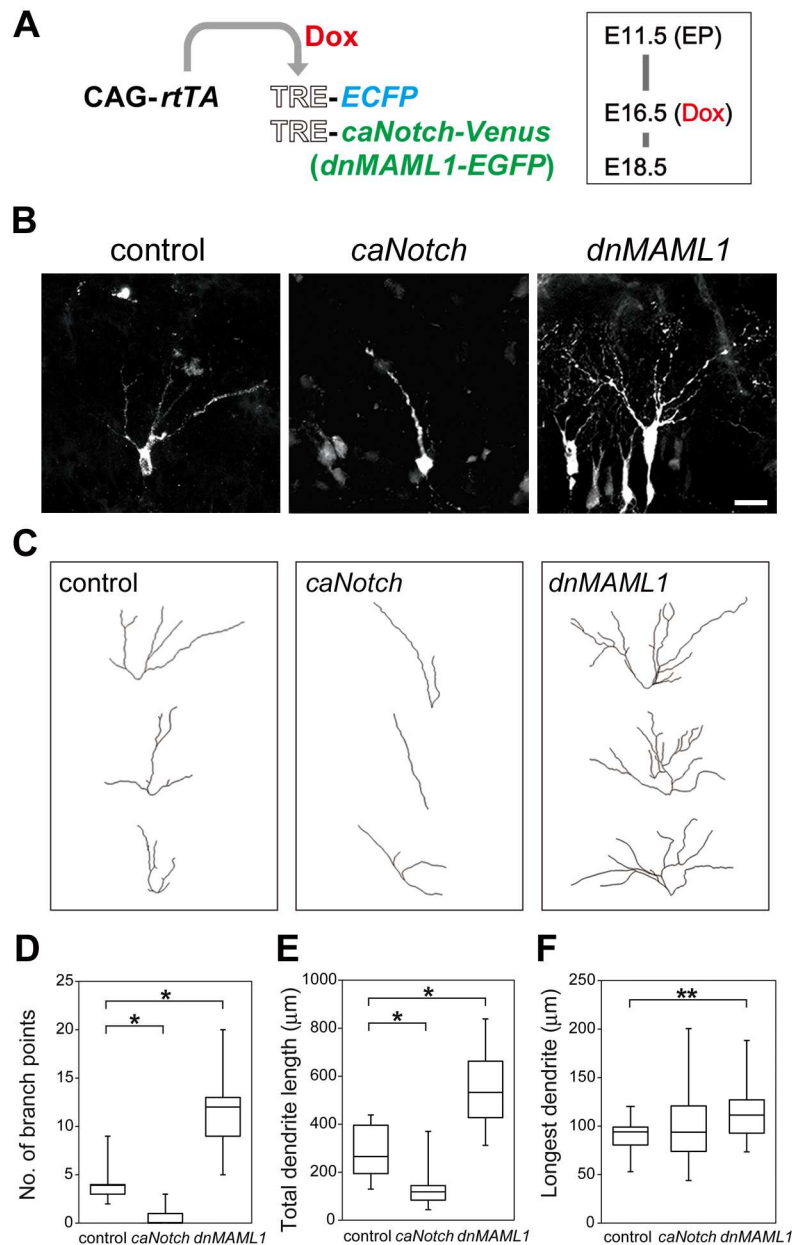 A
Dox
CAG-rtTA
TRE-ECFP
TRE-caNotch-Venus
(dnMAML1-EGFP)
E11.5 (EP)
E16.5 (Dox)
E18.5
B
control
caNotch
dnMAML1
C
control
caNotch
dnMAML1
D
No. of branch points
25
20
15
10
5
0
*
*
control caNotch dnMAML1
E
Total dendrite length (μm)
1000
800
600
400
200
0
*
*
control caNotch dnMAML1
F
Longest dendrite (μm)
250
200
150
100
50
0
**
control caNotch dnMAML1